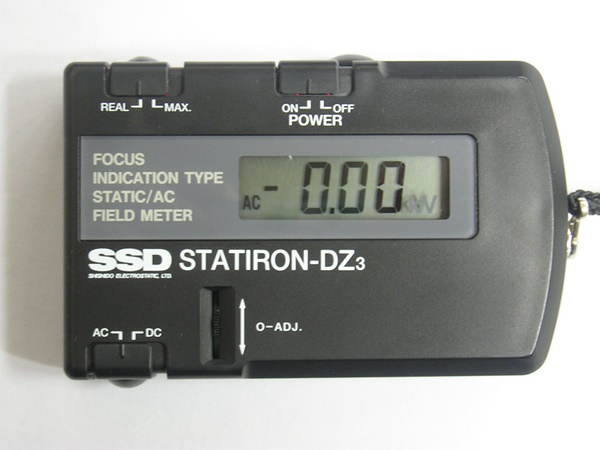 REAL MAX.
ON OFF
POWER
FOCUS
INDICATION TYPE
STATIC/AC
FIELD METER
AC - 0.00 kV
SSD STATIRON-DZ3
SHISHIDO ELECTROSTATIC, LTD.
AC DC
O-ADJ.